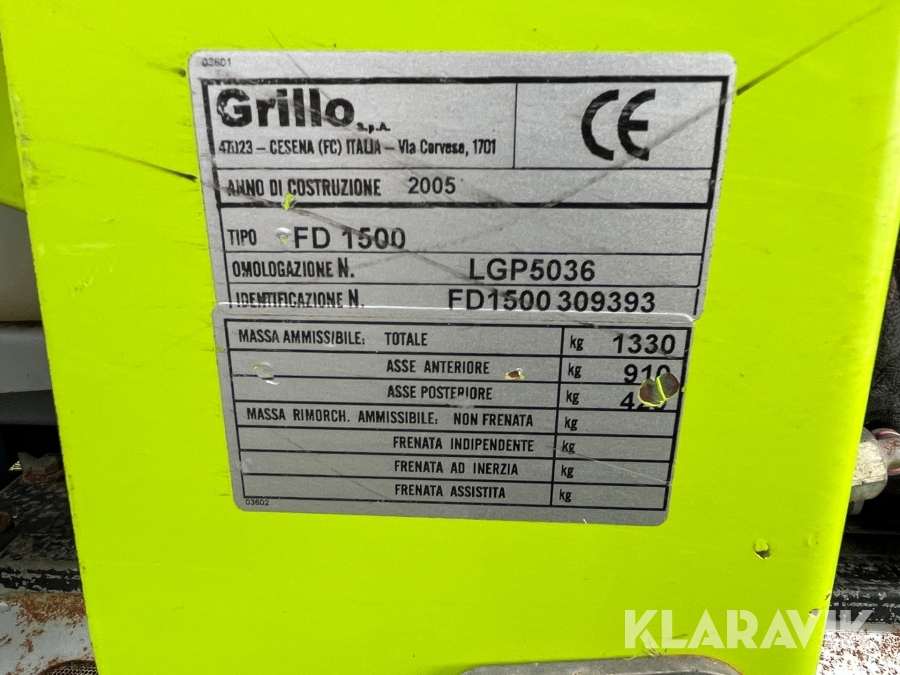 03601
Grillo S.p.A.
47023 – CESENA (FC) ITALIA – Via Cervese, 1701
CE
ANNO DI COSTRUZIONE 2005
TIPO FD 1500
OMOLOGAZIONE N. LGP5036
IDENTIFICAZIONE N. FD1500 309393
MASSA AMMISSIBILE: TOTALE kg 1330
ASSE ANTERIORE kg 910
ASSE POSTERIORE kg
MASSA RIMORCH. AMMISSIBILE: NON FRENATA kg
FRENATA INDIPENDENTE kg
FRENATA AD INERZIA kg
FRENATA ASSISTITA kg
03602
KLARAVIK